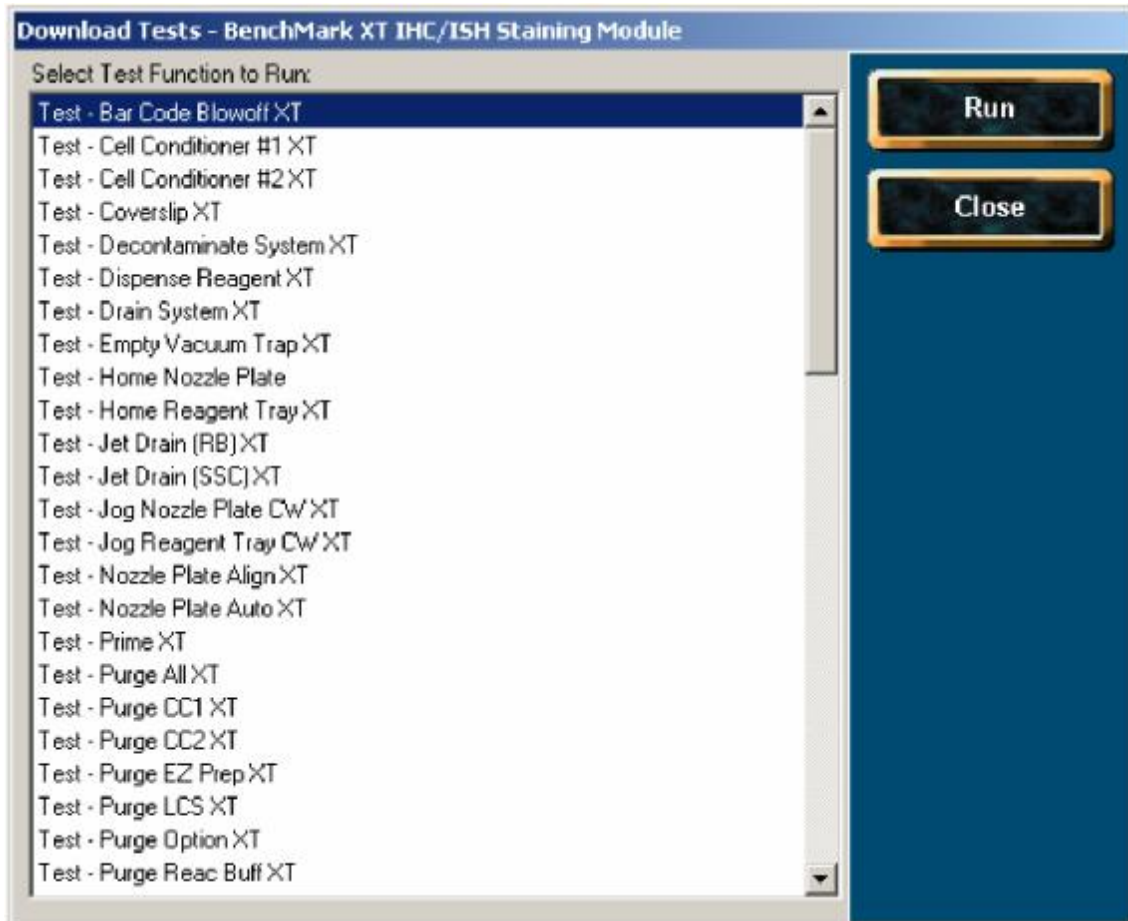 Download Tests - BenchMark XT IHC/ISH Staining Module
Select Test Function to Run:
Test - Bar Code Blowoff XT
Test - Cell Conditioner #1 XT
Test - Cell Conditioner #2 XT
Test - Coverslip XT
Test - Decontaminate System XT
Test - Dispense Reagent XT
Test - Drain System XT
Test - Empty Vacuum Trap XT
Test - Home Nozzle Plate
Test - Home Reagent Tray XT
Test - Jet Drain (RB) XT
Test - Jet Drain (SSC) XT
Test - Jog Nozzle Plate CW XT
Test - Jog Reagent Tray CW XT
Test - Nozzle Plate Align XT
Test - Nozzle Plate Auto XT
Test - Prime XT
Test - Purge All XT
Test - Purge CC1 XT
Test - Purge CC2 XT
Test - Purge EZ Prep XT
Test - Purge LCS XT
Test - Purge Option XT
Test - Purge Reac Buff XT
Run
Close